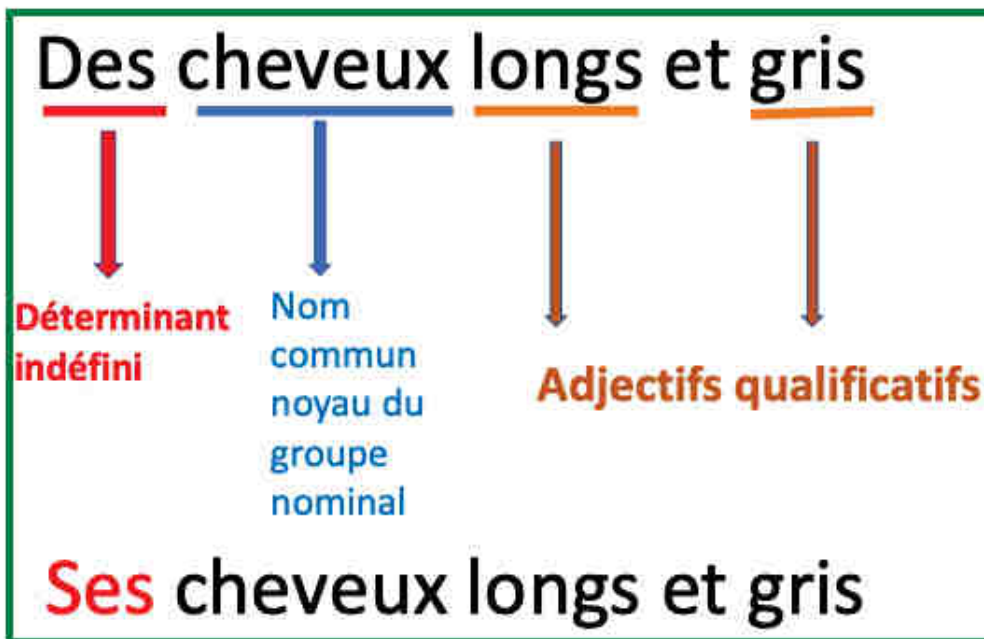 Des cheveux longs et gris
Déterminant
indéfini
Nom
commun
noyau du
groupe
nominal
Adjectifs qualificatifs
Ses cheveux longs et gris